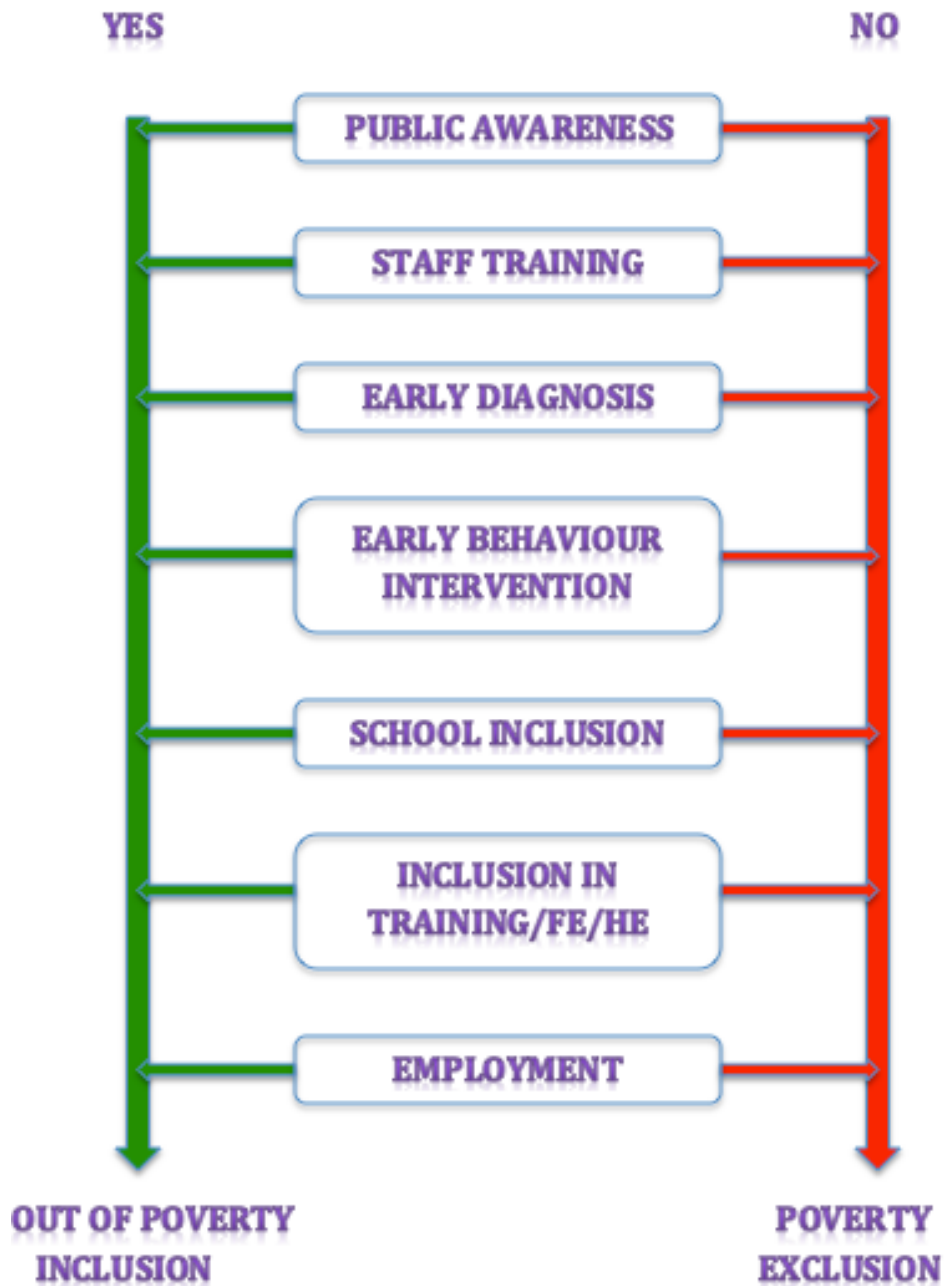 YES NO
PUBLIC AWARENESS
STAFF TRAINING
EARLY DIAGNOSIS
EARLY BEHAVIOUR
INTERVENTION
SCHOOL INCLUSION
INCLUSION IN
TRAINING/FE/HE
EMPLOYMENT
OUT OF POVERTY
INCLUSION
POVERTY
EXCLUSION